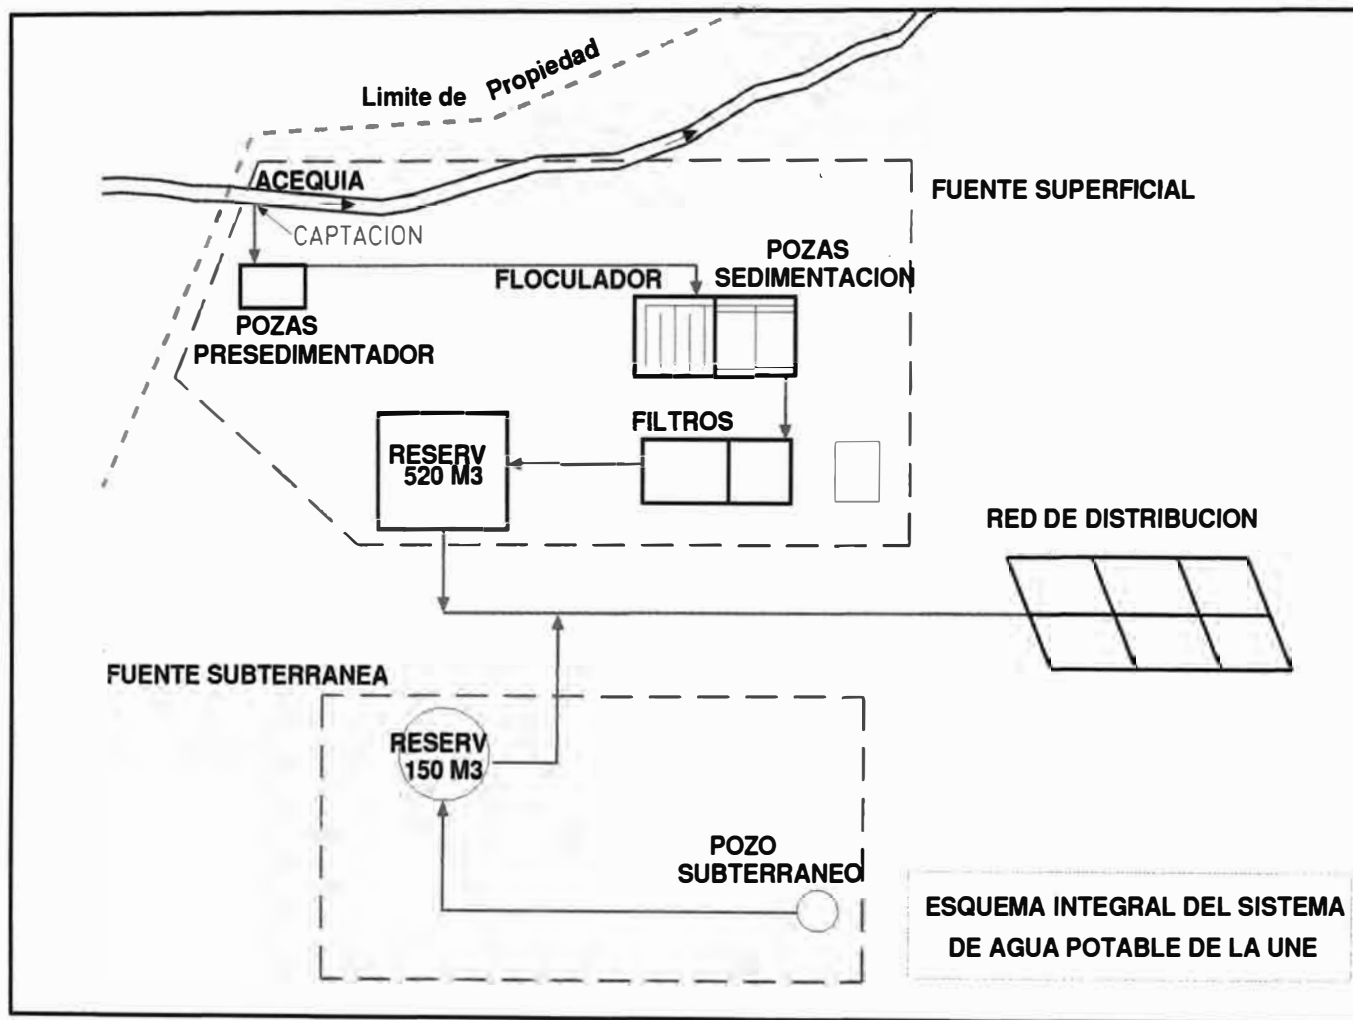 Limite de Propiedad
ACEQUIA
FUENTE SUPERFICIAL
CAPTACION
POZAS
SEDIMENTACION
FLOCULADOR
POZAS
PRESEDIMENTADOR
FILTROS
RESERV
520 M3
RED DE DISTRIBUCION
FUENTE SUBTERRANEA
RESERV
150 M3
POZO
SUBTERRANEO
ESQUEMA INTEGRAL DEL SISTEMA
DE AGUA POTABLE DE LA UNE